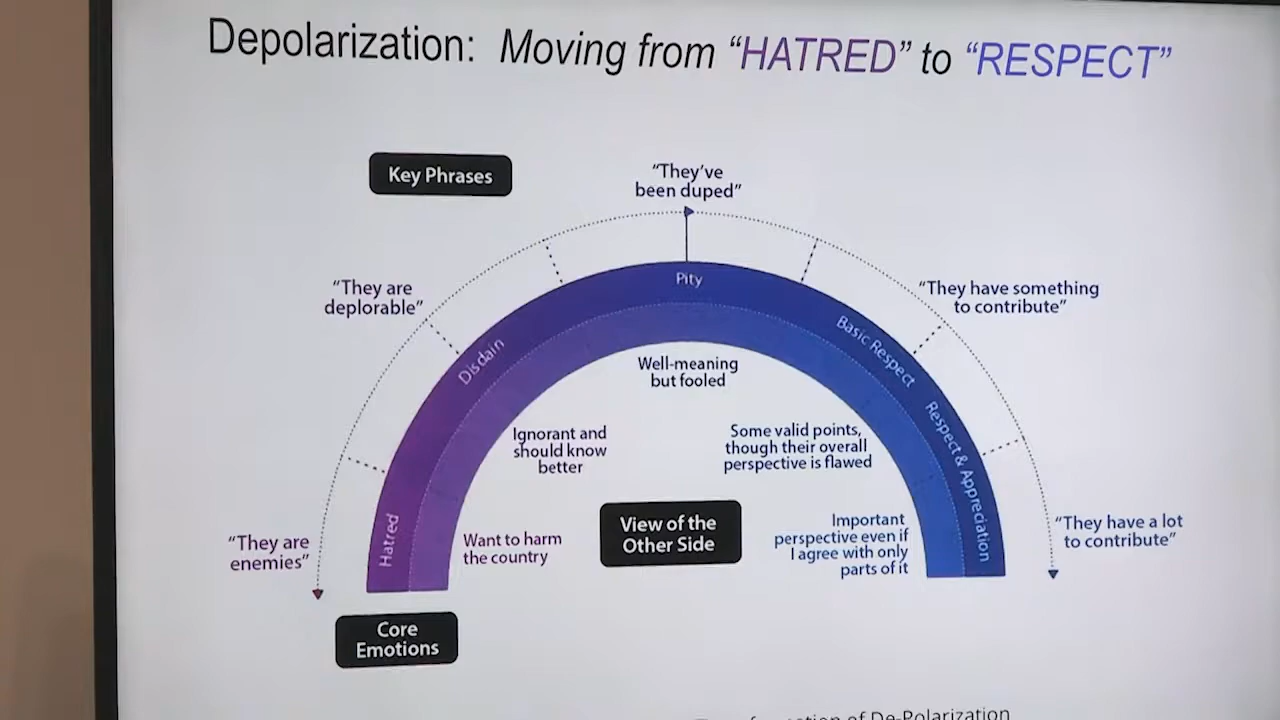 Depolarization: Moving from “HATRED” to “RESPECT”
Key Phrases
“They’ve
been duped”
“They are
deplorable”
“They have something
to contribute”
“They are
enemies”
“They have a lot
to contribute”
Hatred
Disdain
Pity
Basic Respect
Respect & Appreciation
Want to harm
the country
Ignorant and
should know
better
Well-meaning
but fooled
Some valid points,
though their overall
perspective is flawed
Important
perspective even if
I agree with only
parts of it
View of the
Other Side
Core
Emotions
of De-Polarization